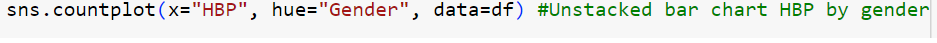 sns.countplot(x="HBP", hue="Gender", data=df) #Unstacked bar chart HBP by gender